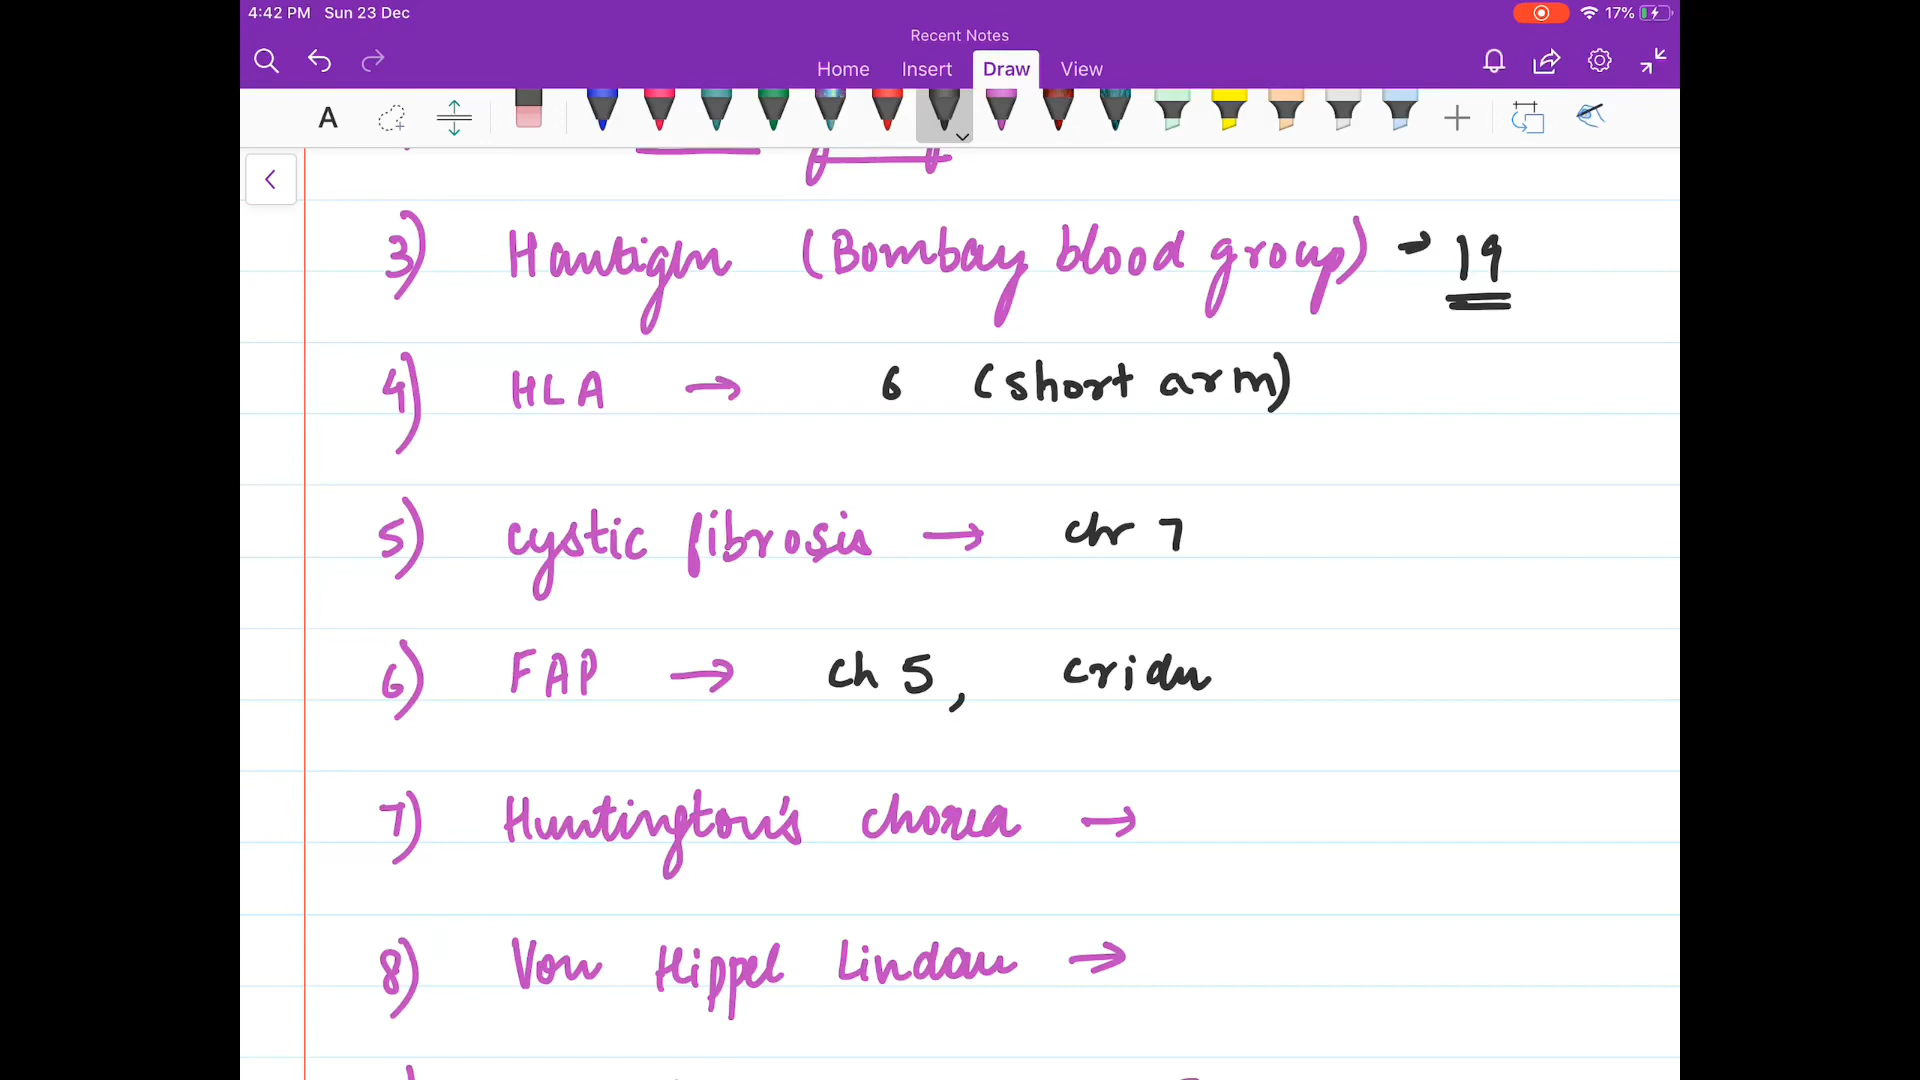 4:42 PM Sun 23 Dec
17%
Recent Notes
Home Insert Draw View
A
3) H antigen (Bombay blood group) → 19
4) HLA → 6 (short arm)
5) cystic fibrosis → chr 7
6) FAP → ch 5, cridu
7) Huntington's chorea →
8) Von Hippel Lindau →